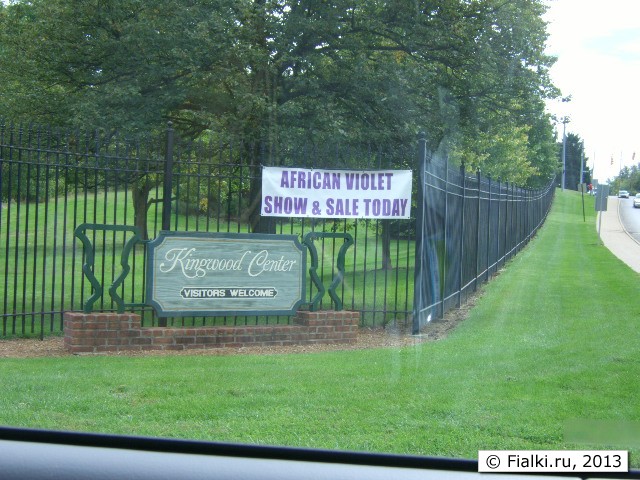 AFRICAN VIOLET
SHOW & SALE TODAY
Kingwood Center
VISITORS WELCOME
© Fialki.ru, 2013